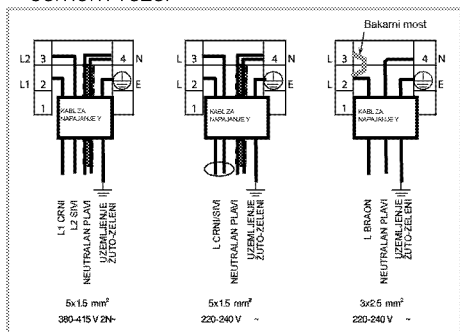 Bakarni most
L2 3 4 N
L1 2 E
1
KABL ZA
NAPAJANJE Y
L1 CRNI
L2 SIVI
NEUTRALAN PLAVI
UZEMLJENJE
ŽUTO-ZELENI
5x1.5 mm²
380-415 V 2N~
L 3 4 N
L 2 E
1
KABL ZA
NAPAJANJE Y
L CRNI/SIVI
NEUTRALAN PLAVI
UZEMLJENJE
ŽUTO-ZELENI
5x1.5 mm²
220-240 V ~
L 3 4 N
L 2 E
1
KABL ZA
NAPAJANJE Y
L BRAON
NEUTRALAN PLAVI
UZEMLJENJE
ŽUTO-ZELENI
3x2.5 mm²
220-240 V ~